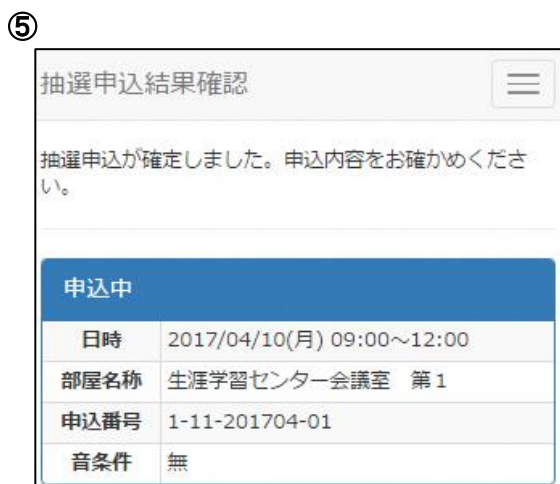 ⑤
抽選申込結果確認
抽選申込が確定しました。申込内容をお確かめくださ
い。
申込中
日時 2017/04/10(月) 09:00～12:00
部屋名称 生涯学習センター会議室　第１
申込番号 1-11-201704-01
音条件 無